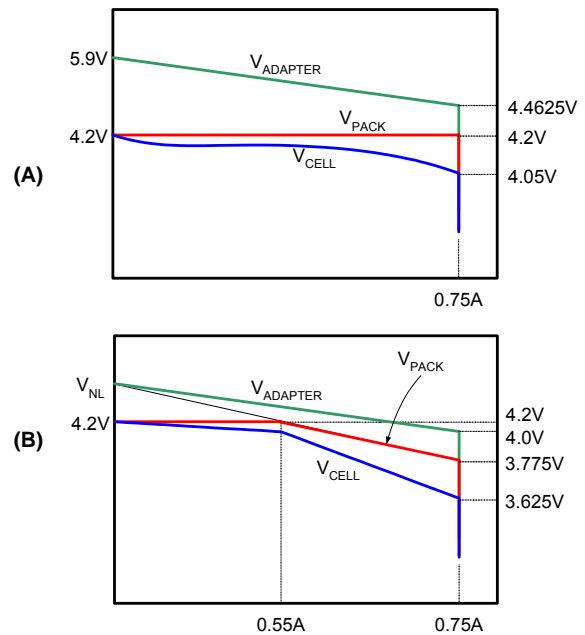 5.9V
V_ADAPTER
4.4625V
V_PACK
4.2V
4.2V
V_CELL
(A)
4.05V
0.75A
V_PACK
V_NL
V_ADAPTER
4.2V
4.2V
4.0V
(B)
3.775V
V_CELL
3.625V
0.55A
0.75A